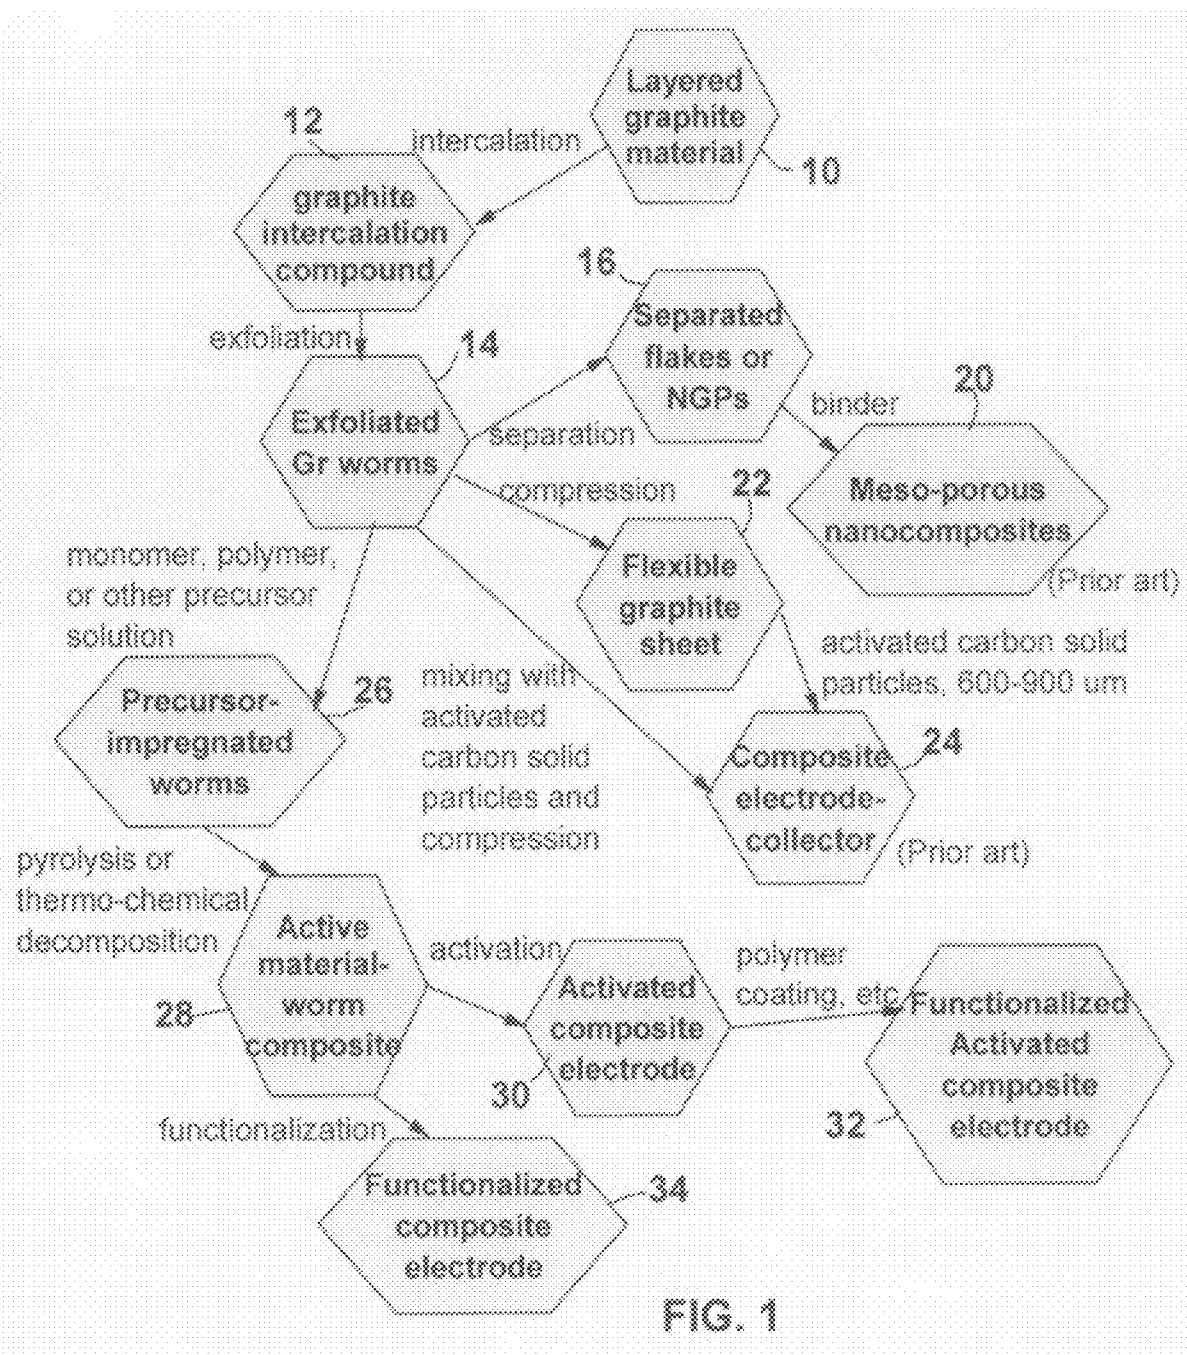 Layered
graphite
material
10
12
intercalation
graphite
intercalation
compound
exfoliation
14
Exfoliated
Gr worms
16
Separated
flakes or
NGPs
separation
binder
20
Meso-porous
nanocomposites
(Prior art)
compression
22
Flexible
graphite
sheet
monomer, polymer,
or other precursor
solution
activated carbon solid
particles, 600-900 um
Precursor-
impregnated
worms
26
mixing with
activated
carbon solid
particles and
compression
24
Composite
electrode-
collector
(Prior art)
pyrolysis or
thermo-chemical
decomposition
Active
material-
worm
composite
28
activation
Activated
composite
electrode
30
polymer
coating, etc
Functionalized
Activated
composite
electrode
32
functionalization
Functionalized
composite
electrode
34
FIG. 1